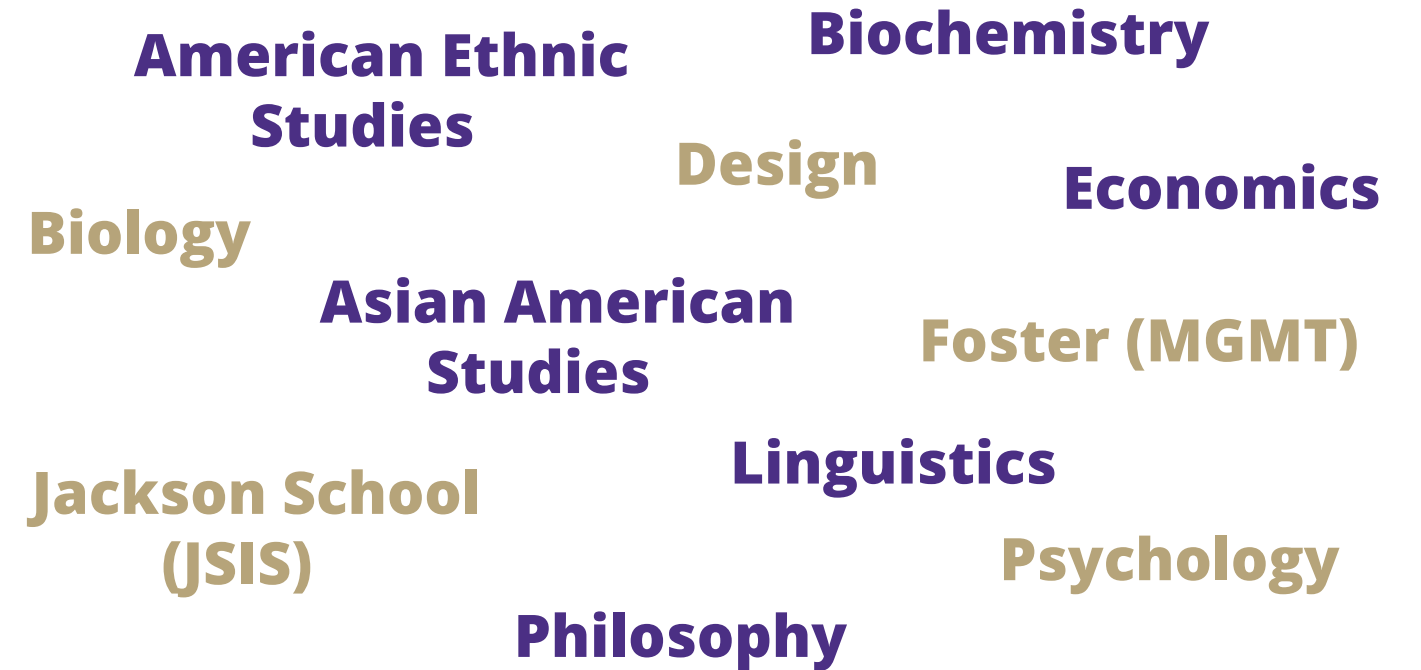 American Ethnic
Studies
Biochemistry
Design
Economics
Biology
Asian American
Studies
Foster (MGMT)
Linguistics
Jackson School
(JSIS)
Psychology
Philosophy